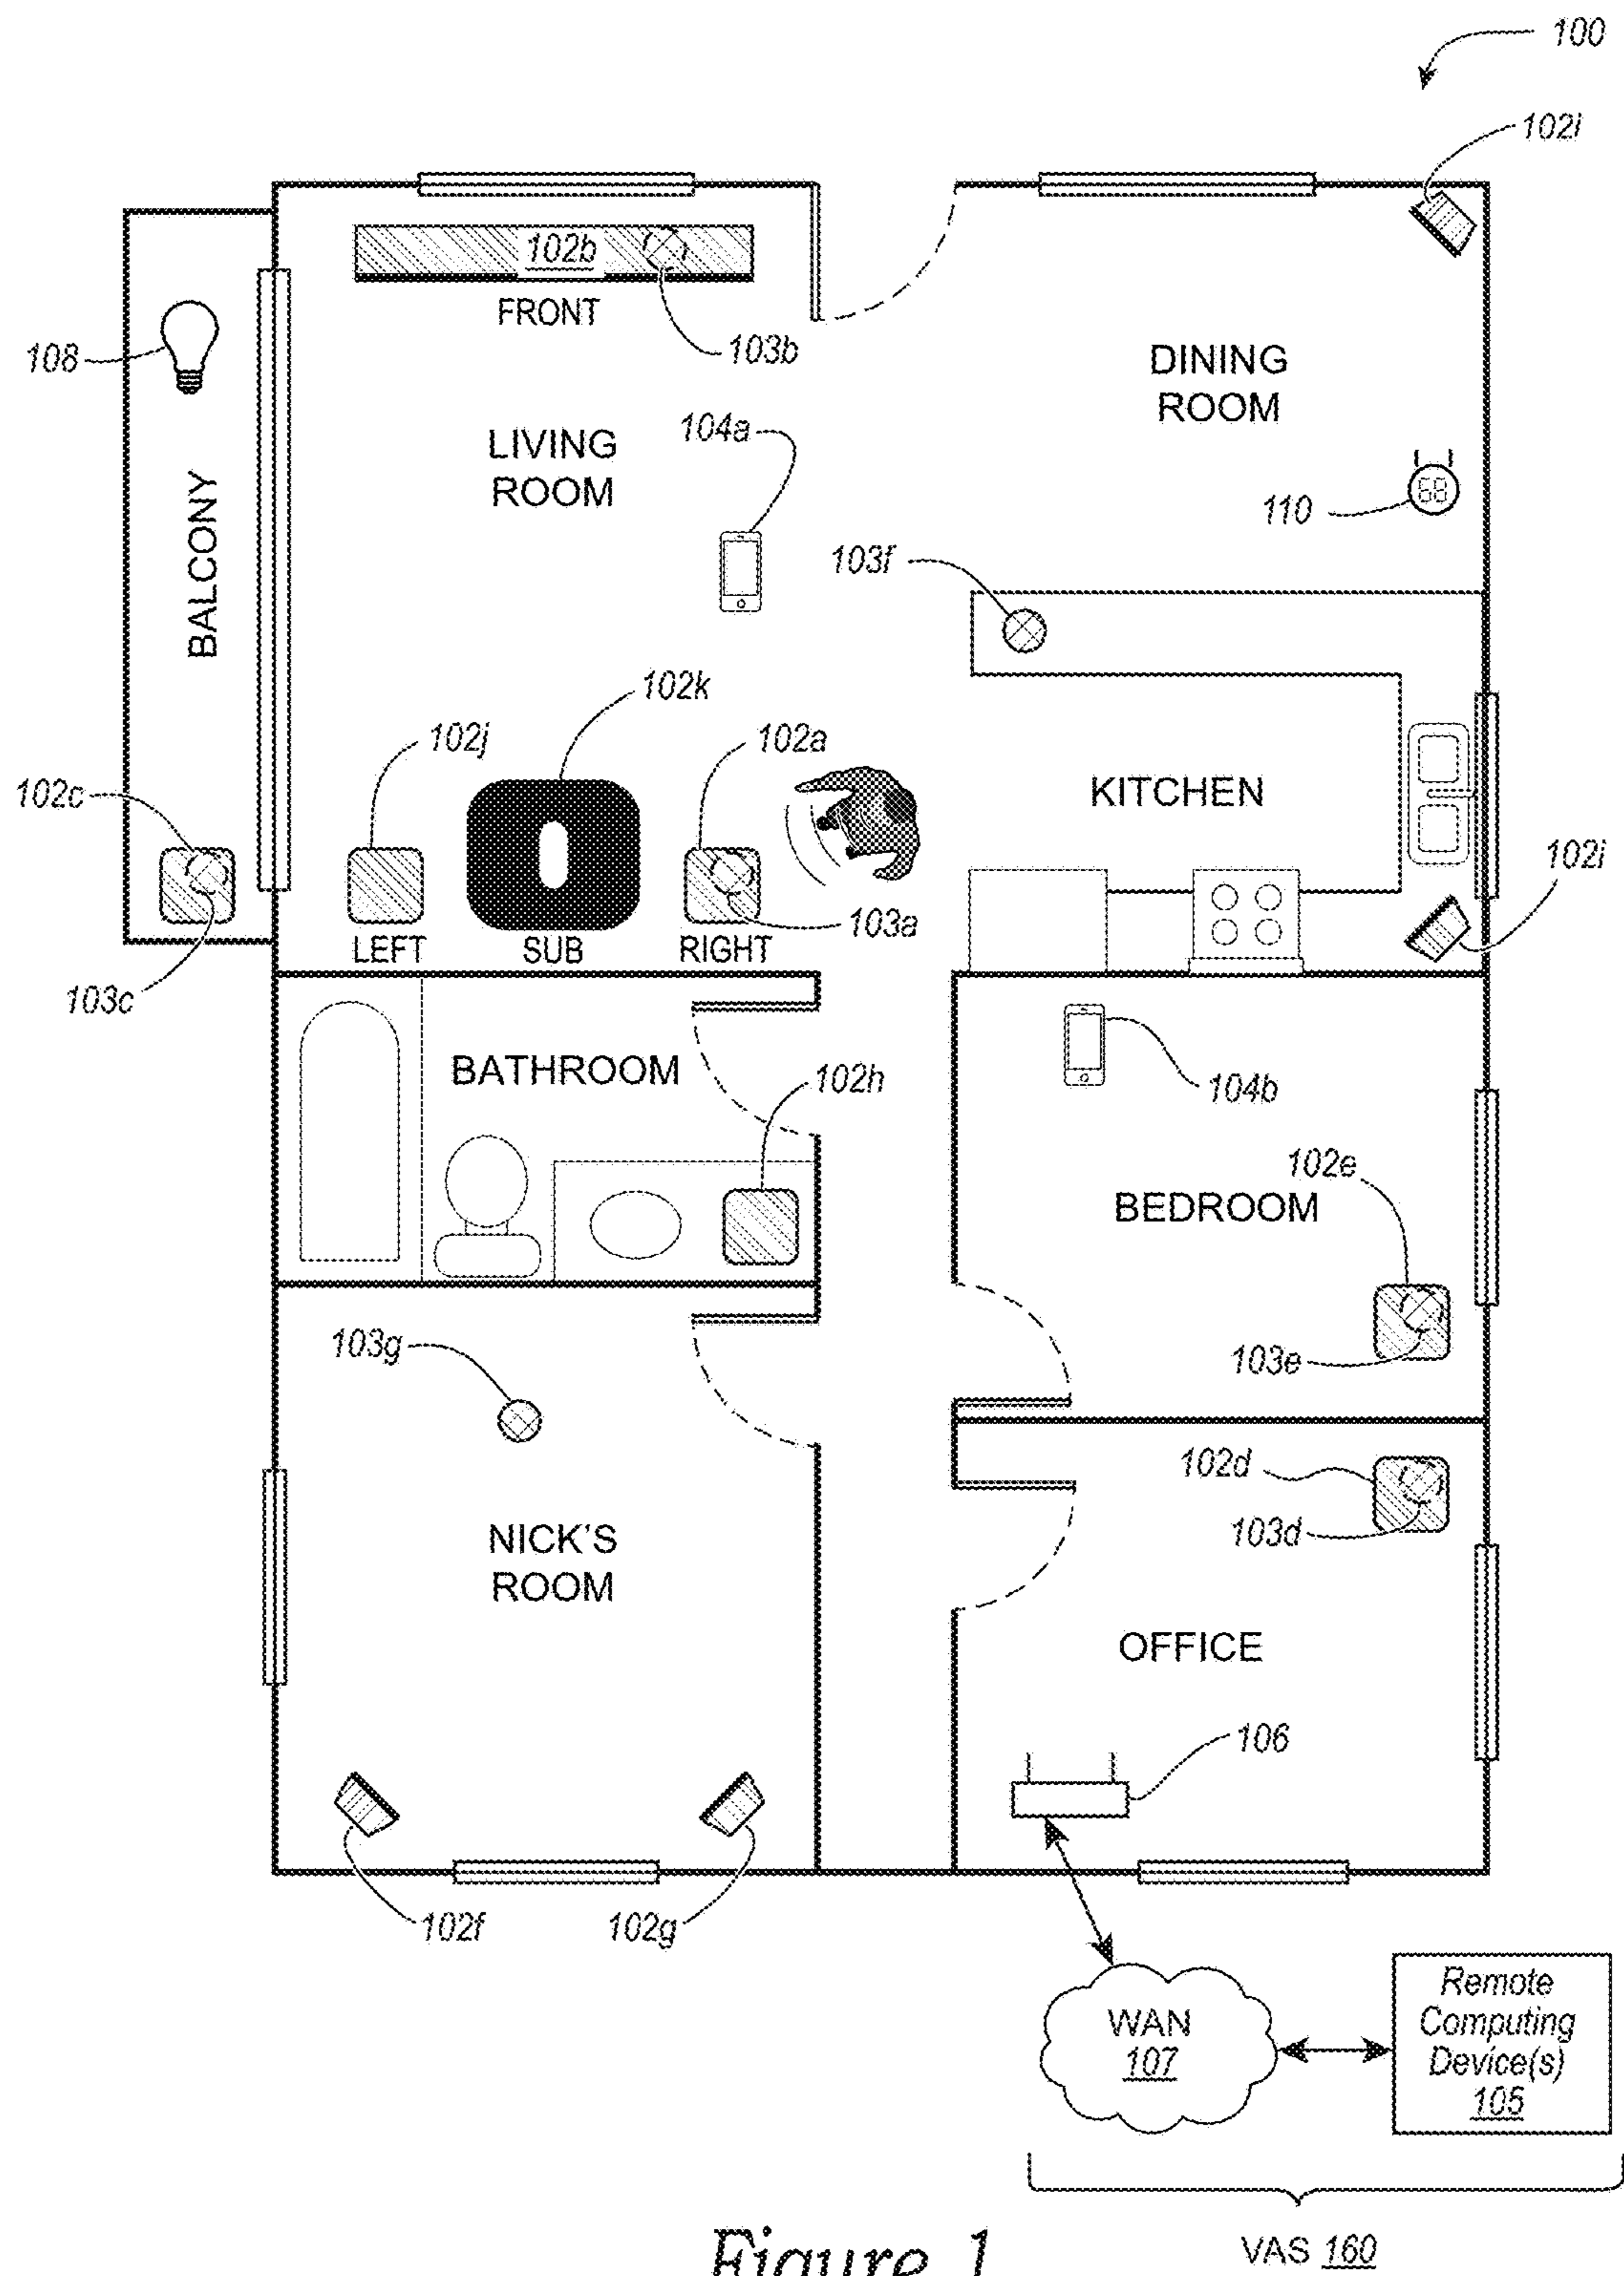 100
102l
102b
FRONT
103b
108
DINING
ROOM
104a
LIVING
ROOM
BALCONY
68
110
103f
102k
102j
102a
102c
KITCHEN
102i
103a
LEFT
SUB
RIGHT
103c
BATHROOM
102h
104b
102e
BEDROOM
103g
103e
102d
103d
NICK'S
ROOM
OFFICE
106
102f
102g
WAN
107
Remote
Computing
Device(s)
105
VAS 160
Figure 1